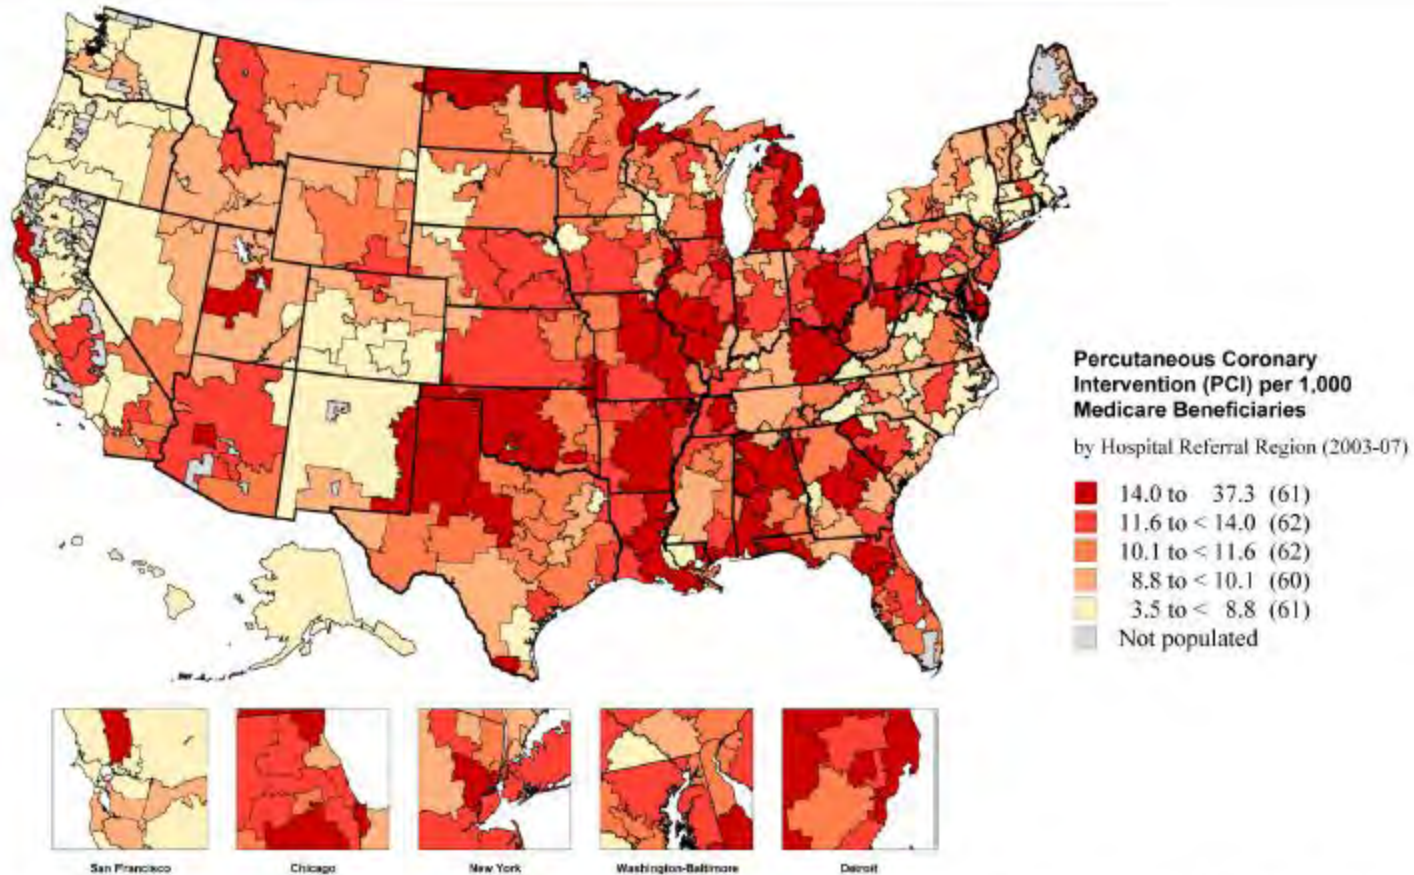 Percutaneous Coronary
Intervention (PCI) per 1,000
Medicare Beneficiaries
by Hospital Referral Region (2003-07)
14.0 to 37.3 (61)
11.6 to < 14.0 (62)
10.1 to < 11.6 (62)
8.8 to < 10.1 (60)
3.5 to < 8.8 (61)
Not populated
San Francisco
Chicago
New York
Washington-Baltimore
Detroit